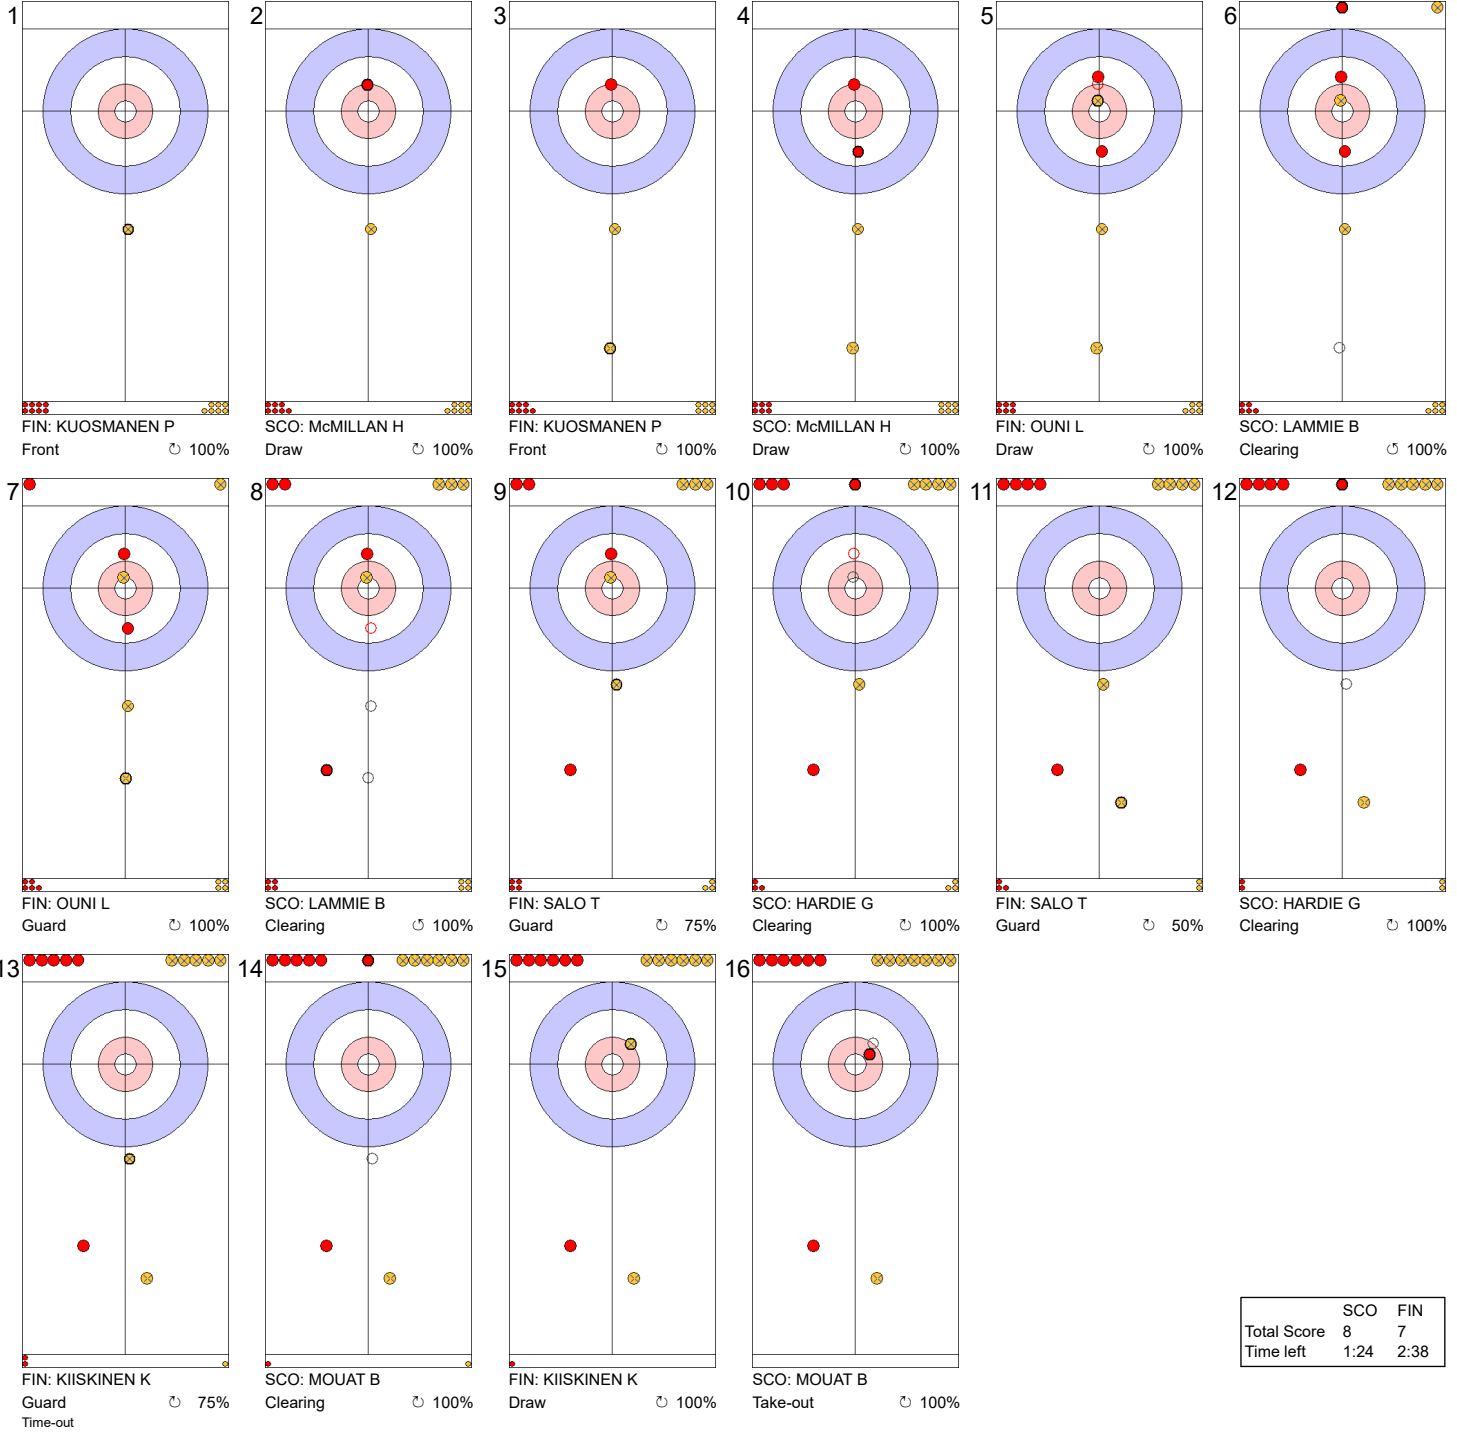 1
FIN: KUOSMANEN P
Front ↻ 100%
2
SCO: McMILLAN H
Draw ↻ 100%
3
FIN: KUOSMANEN P
Front ↻ 100%
4
SCO: McMILLAN H
Draw ↻ 100%
5
FIN: OUNI L
Draw ↻ 100%
6
SCO: LAMMIE B
Clearing ↺ 100%
7
FIN: OUNI L
Guard ↻ 100%
8
SCO: LAMMIE B
Clearing ↺ 100%
9
FIN: SALO T
Guard ↻ 75%
10
SCO: HARDIE G
Clearing ↻ 100%
11
FIN: SALO T
Guard ↻ 50%
12
SCO: HARDIE G
Clearing ↻ 100%
13
FIN: KIISKINEN K
Guard ↻ 75%
Time-out
14
SCO: MOUAT B
Clearing ↻ 100%
15
FIN: KIISKINEN K
Draw ↻ 100%
16
SCO: MOUAT B
Take-out ↻ 100%
SCO FIN
Total Score 8 7
Time left 1:24 2:38